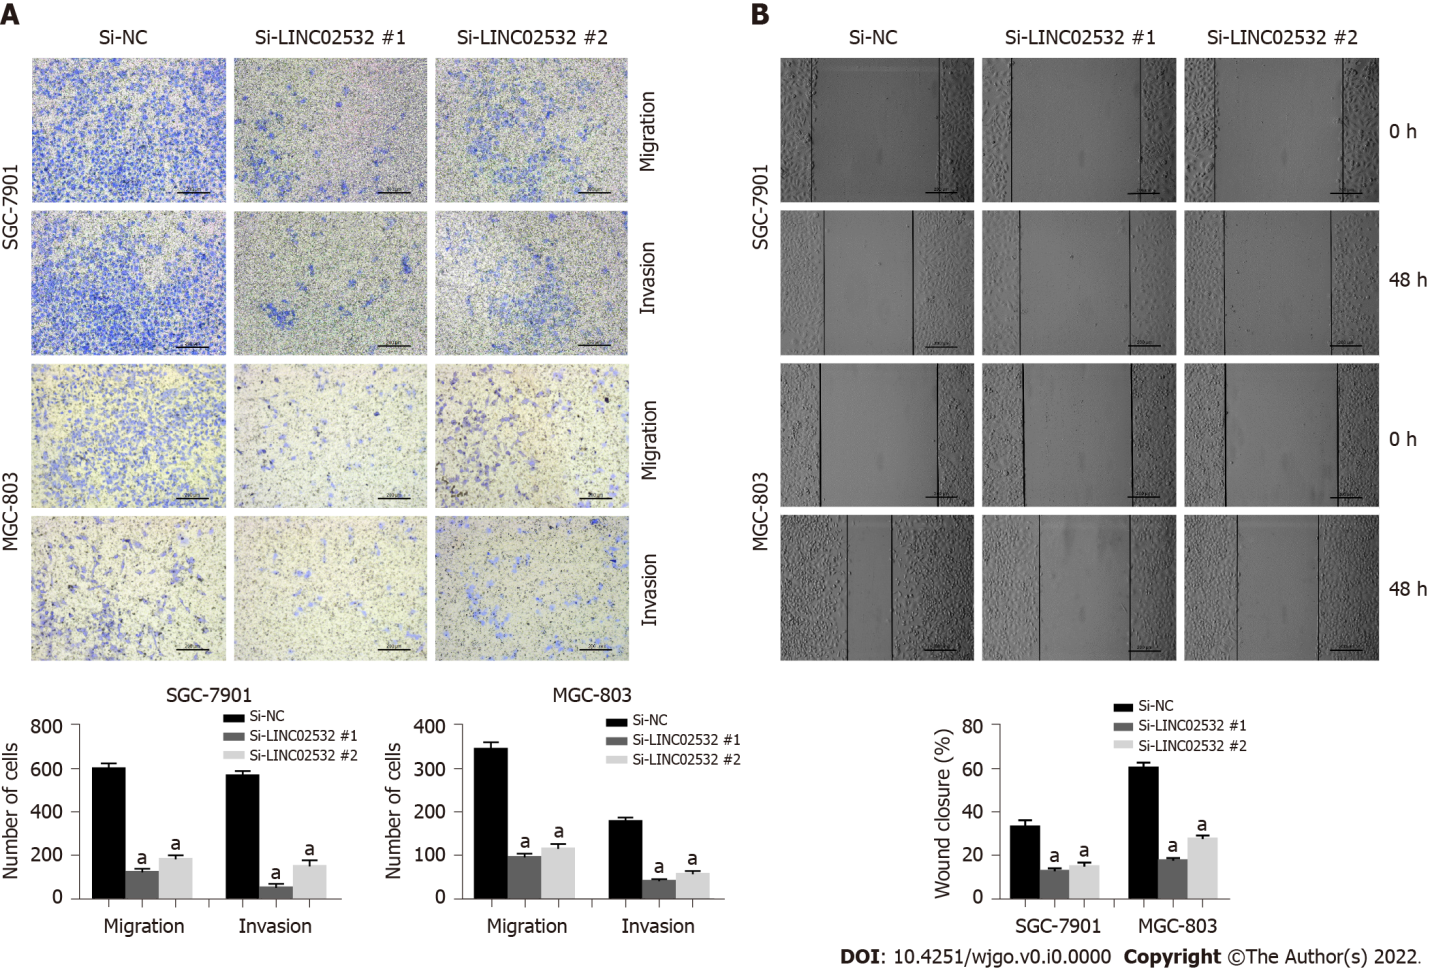 A
Si-NC
Si-LINC02532 #1
Si-LINC02532 #2
SGC-7901
Migration
Invasion
MGC-803
Migration
Invasion
SGC-7901
Number of cells
800
600
400
200
0
Si-NC
Si-LINC02532 #1
Si-LINC02532 #2
a
a
a
a
Migration
Invasion
MGC-803
Number of cells
400
300
200
100
0
Si-NC
Si-LINC02532 #1
Si-LINC02532 #2
a
a
a
a
Migration
Invasion
B
Si-NC
Si-LINC02532 #1
Si-LINC02532 #2
SGC-7901
0 h
48 h
MGC-803
0 h
48 h
Wound closure (%)
80
60
40
20
0
Si-NC
Si-LINC02532 #1
Si-LINC02532 #2
a
a
a
a
SGC-7901
MGC-803
DOI: 10.4251/wjgo.v0.i0.0000 Copyright ©The Author(s) 2022.